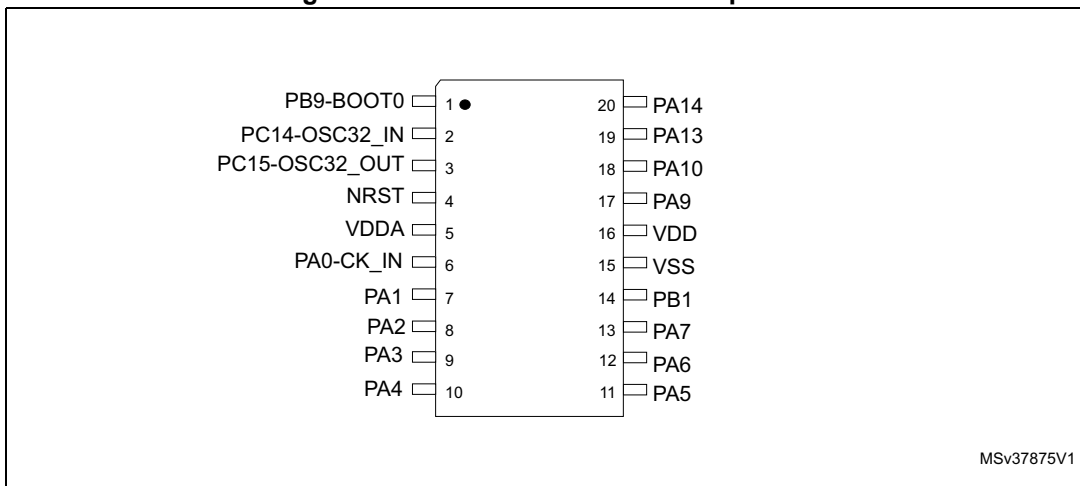 PB9-BOOT0 1 20 PA14
PC14-OSC32_IN 2 19 PA13
PC15-OSC32_OUT 3 18 PA10
NRST 4 17 PA9
VDDA 5 16 VDD
PA0-CK_IN 6 15 VSS
PA1 7 14 PB1
PA2 8 13 PA7
PA3 9 12 PA6
PA4 10 11 PA5
MSv37875V1